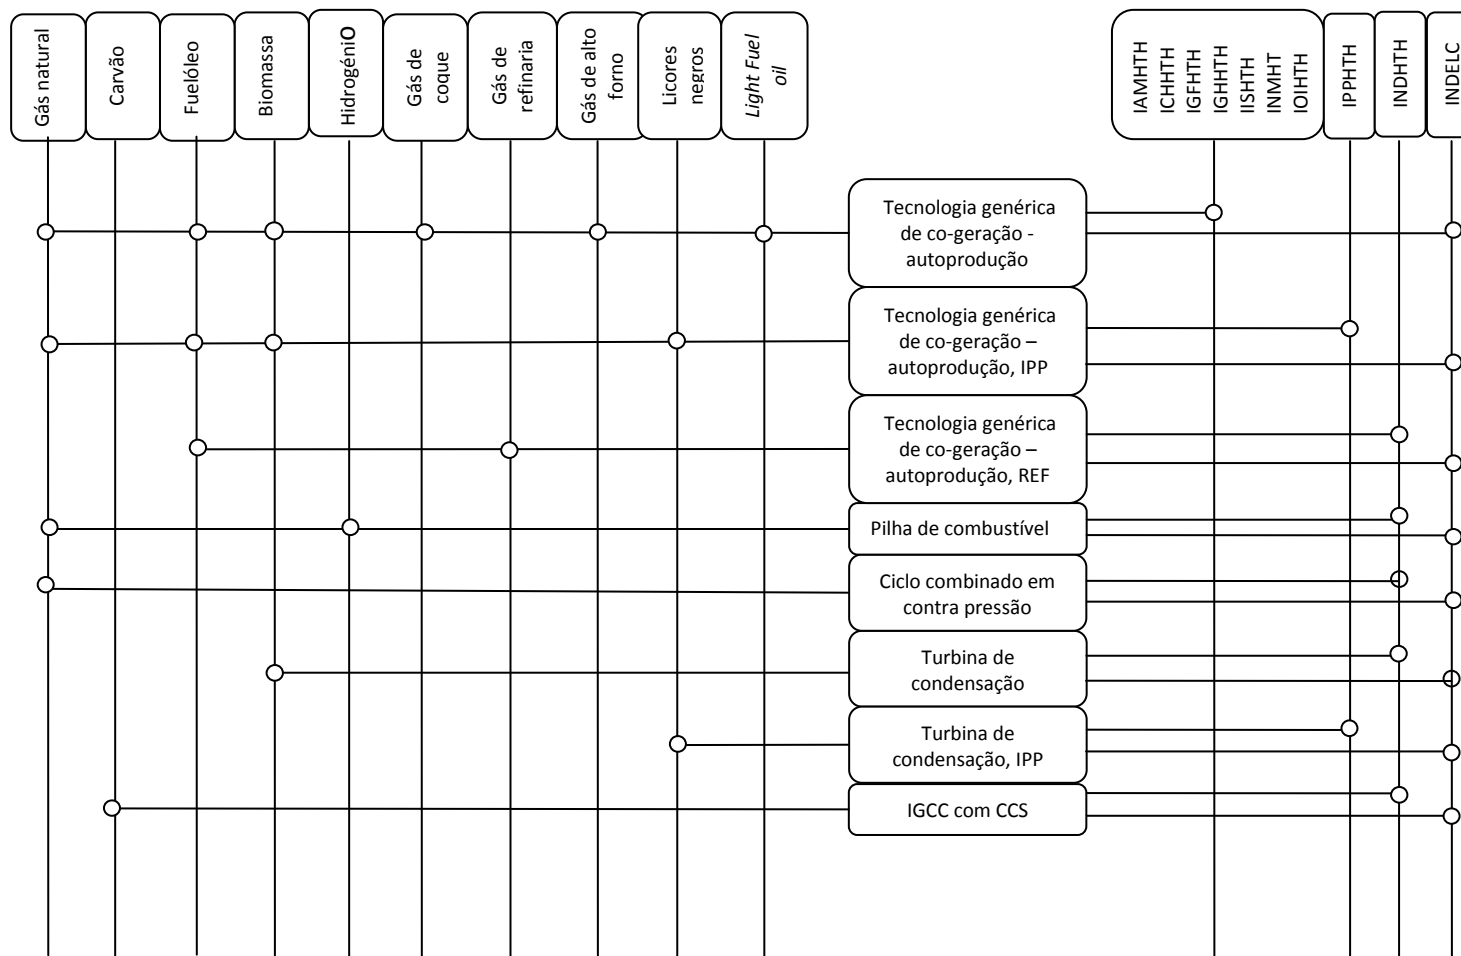 Gás natural
Carvão
Fuelóleo
Biomassa
HidrogéniO
Gás de
coque
Gás de
refinaria
Gás de alto
forno
Licores
negros
Light Fuel
oil
IAMHTH
ICHHTH
IGFHTH
IGHHTH
IISHTH
INMHT
IOIHTH
IPPHTH
INDHTH
INDELC
Tecnologia genérica
de co-geração -
autoprodução
Tecnologia genérica
de co-geração –
autoprodução, IPP
Tecnologia genérica
de co-geração –
autoprodução, REF
Pilha de combustível
Ciclo combinado em
contra pressão
Turbina de
condensação
Turbina de
condensação, IPP
IGCC com CCS